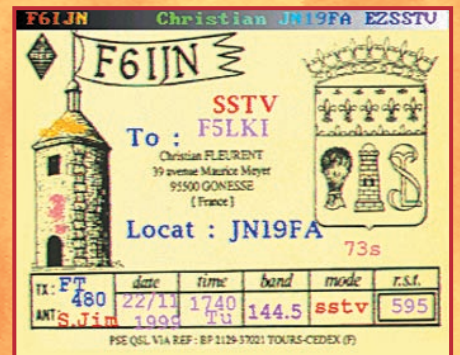 F6IJN Christian JN19FA EZSSTV
REF
F6IJN
SSTV
To : F5LKI
Christian FLEURENT
39 avenue Maurice Meyer
95500 GONESSE
( France )
Locat : JN19FA
73s
TX: FT 480
ANT S.Jim
date time band mode r.s.t.
22/11 1999 1740 Tu 144.5 sstv 595
PSE QSL VIA REF : BP 2129-37021 TOURS-CEDEX (F)